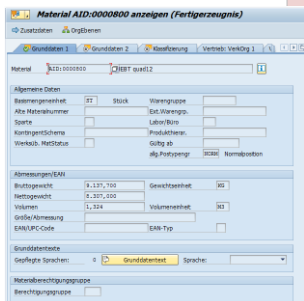 Material AID:0000800 anzeigen (Fertigerzeugnis)
Zusatzdaten OrgEbenen
Grunddaten 1 Grunddaten 2 Klassifizierung Vertrieb: VerkOrg 1
Material AID:0000800 HEBT quad12
Allgemeine Daten
Basismengeneinheit ST Stück Warengruppe
Alte Materialnummer Ext.Warengrp.
Sparte Labor/Büro
KontingentSchema Produkthierar.
Werksüb. MatStatus Gültig ab
allg.Postypengr NORM Normalposition
Abmessungen/EAN
Bruttogewicht 8.137,700 Gewichtseinheit KG
Nettogewicht 8.307,000
Volumen 1,324 Volumeneinheit M3
Größe/Abmessung
EAN/UPC-Code EAN-Typ
Grunddatentexte
Gepflegte Sprachen: 0 Grunddatentext Sprache:
Materialberechtigungsgruppe
Berechtigungsgruppe